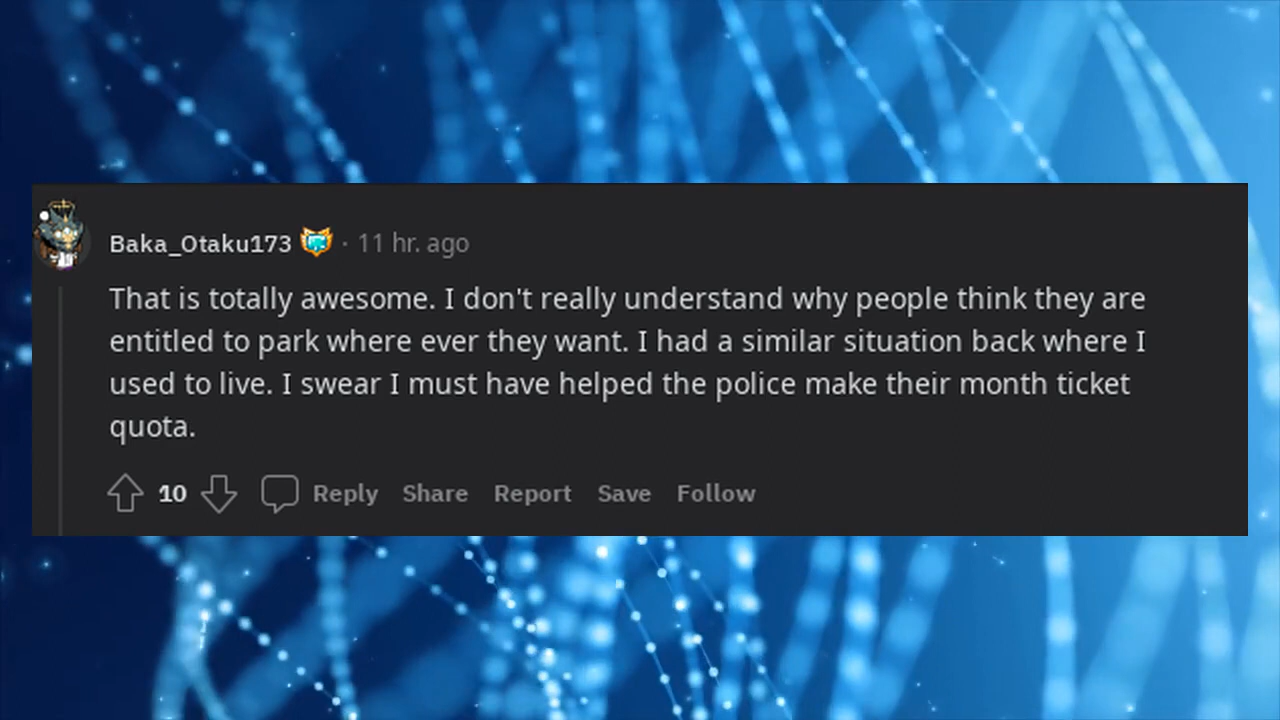 Baka_Otaku173 · 11 hr. ago
That is totally awesome. I don't really understand why people think they are
entitled to park where ever they want. I had a similar situation back where I
used to live. I swear I must have helped the police make their month ticket
quota.
10 Reply Share Report Save Follow